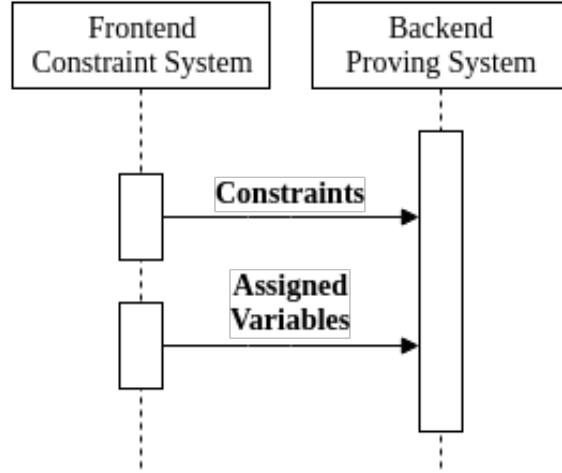 Frontend
Constraint System
Backend
Proving System
Constraints
Assigned
Variables